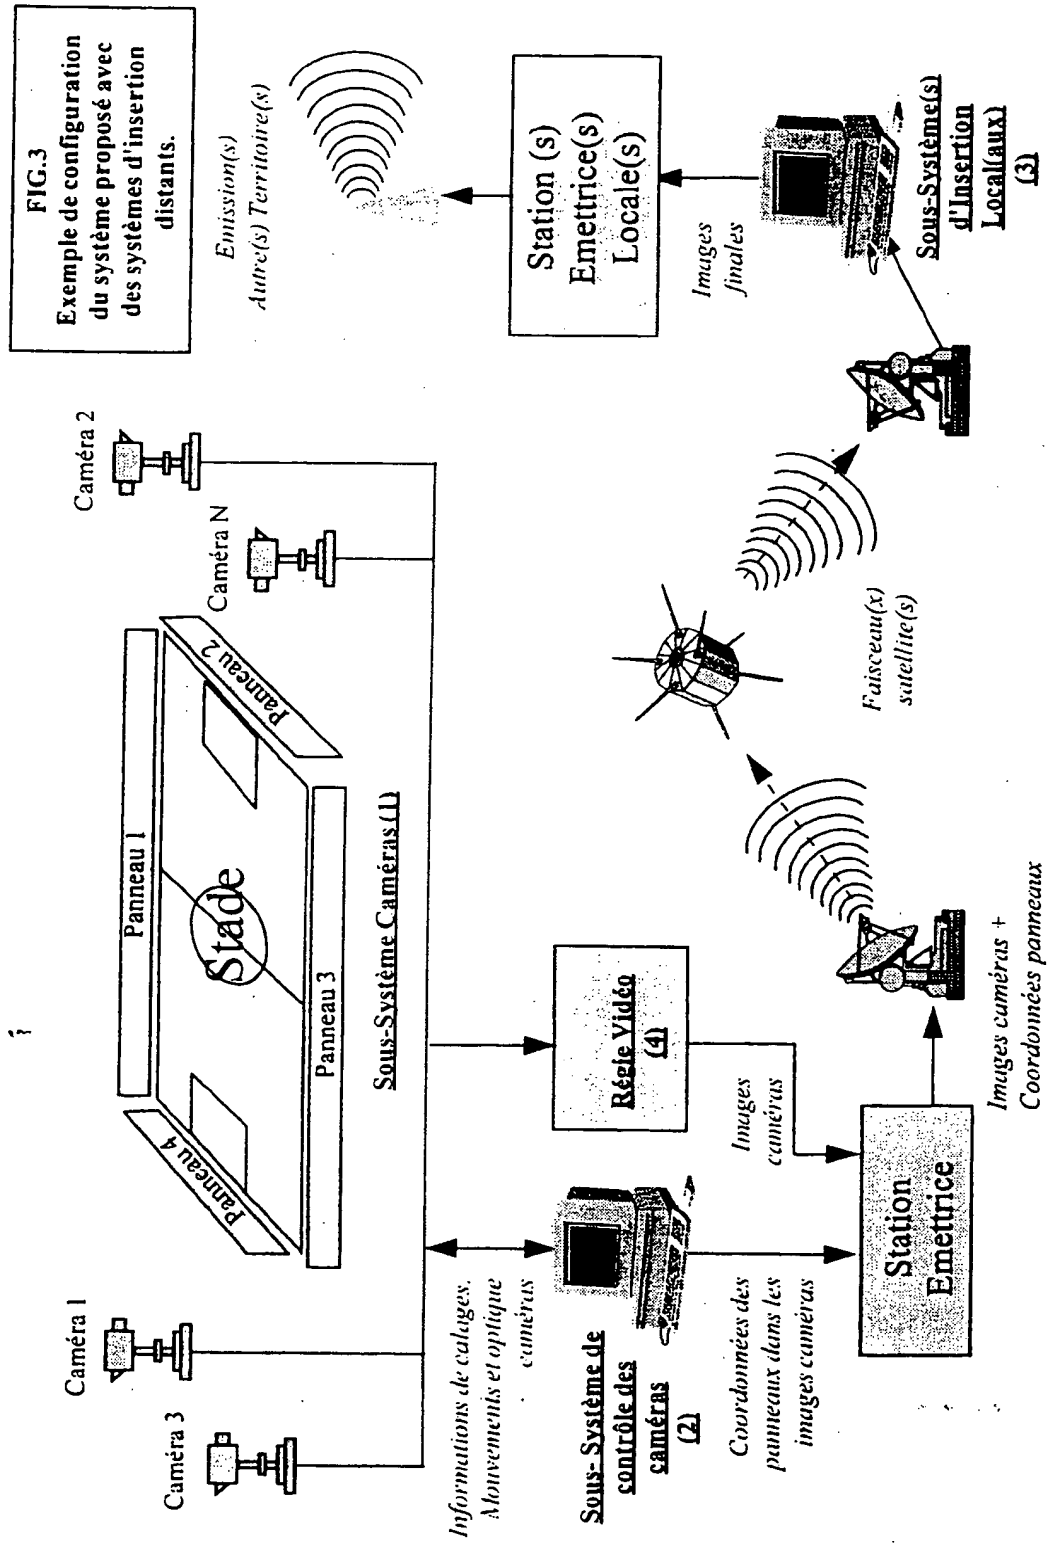 FIG.3
Exemple de configuration
du système proposé avec
des systèmes d'insertion
distants.
Caméra 1
Caméra 3
Caméra 2
Caméra N
Panneau 1
Panneau 2
Panneau 3
Panneau 4
Stade
Sous-Système Caméras (1)
Informations de calages.
Mouvements et optique
caméras
Sous- Système de
contrôle des
caméras
(2)
Régie Vidéo
(4)
Coordonnées des
panneaux dans les
images caméras
Images
caméras
Station
Emettrice
Images caméras +
Coordonnées panneaux
Faisceau(x)
satellite(s)
Sous-Système(s)
d'Insertion
Local(aux)
(3)
Images
finales
Station (s)
Emettrice(s)
Locale(s)
Emission(s)
Autre(s) Territoire(s)